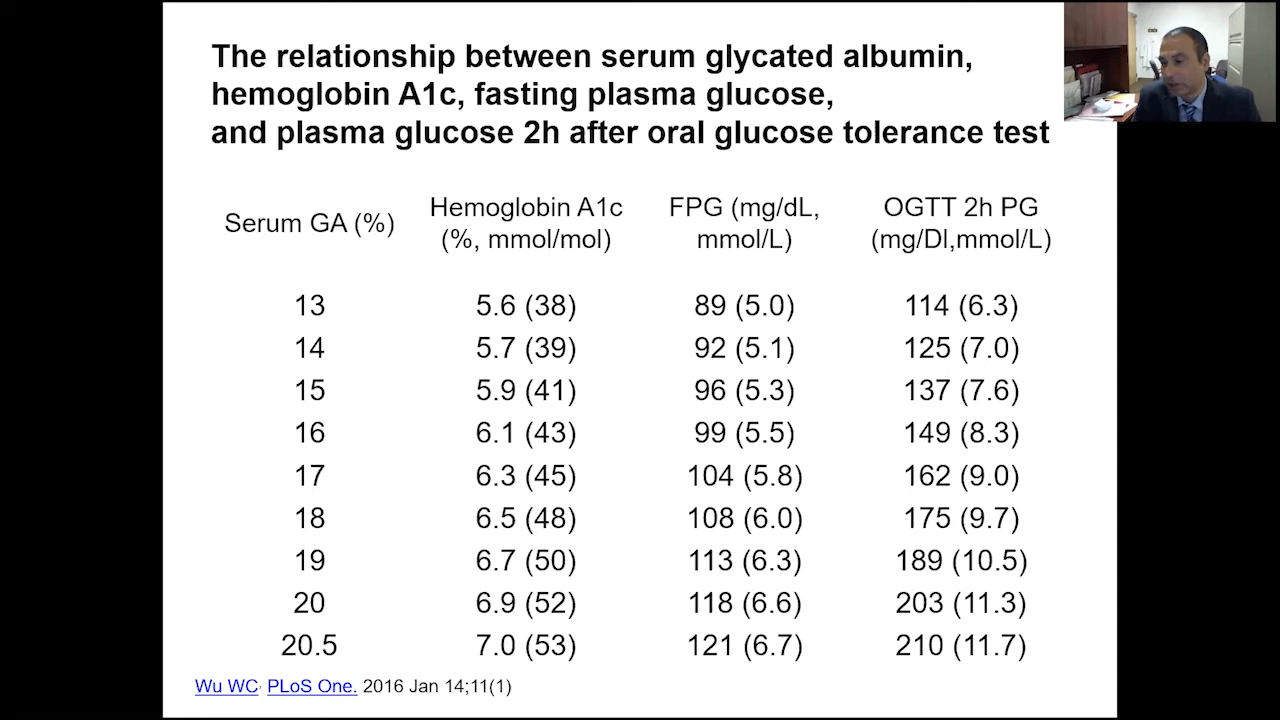 The relationship between serum glycated albumin,
hemoglobin A1c, fasting plasma glucose,
and plasma glucose 2h after oral glucose tolerance test
Serum GA (%) Hemoglobin A1c (%, mmol/mol) FPG (mg/dL, mmol/L) OGTT 2h PG (mg/Dl,mmol/L)
13 5.6 (38) 89 (5.0) 114 (6.3)
14 5.7 (39) 92 (5.1) 125 (7.0)
15 5.9 (41) 96 (5.3) 137 (7.6)
16 6.1 (43) 99 (5.5) 149 (8.3)
17 6.3 (45) 104 (5.8) 162 (9.0)
18 6.5 (48) 108 (6.0) 175 (9.7)
19 6.7 (50) 113 (6.3) 189 (10.5)
20 6.9 (52) 118 (6.6) 203 (11.3)
20.5 7.0 (53) 121 (6.7) 210 (11.7)
Wu WC, PLoS One. 2016 Jan 14;11(1)